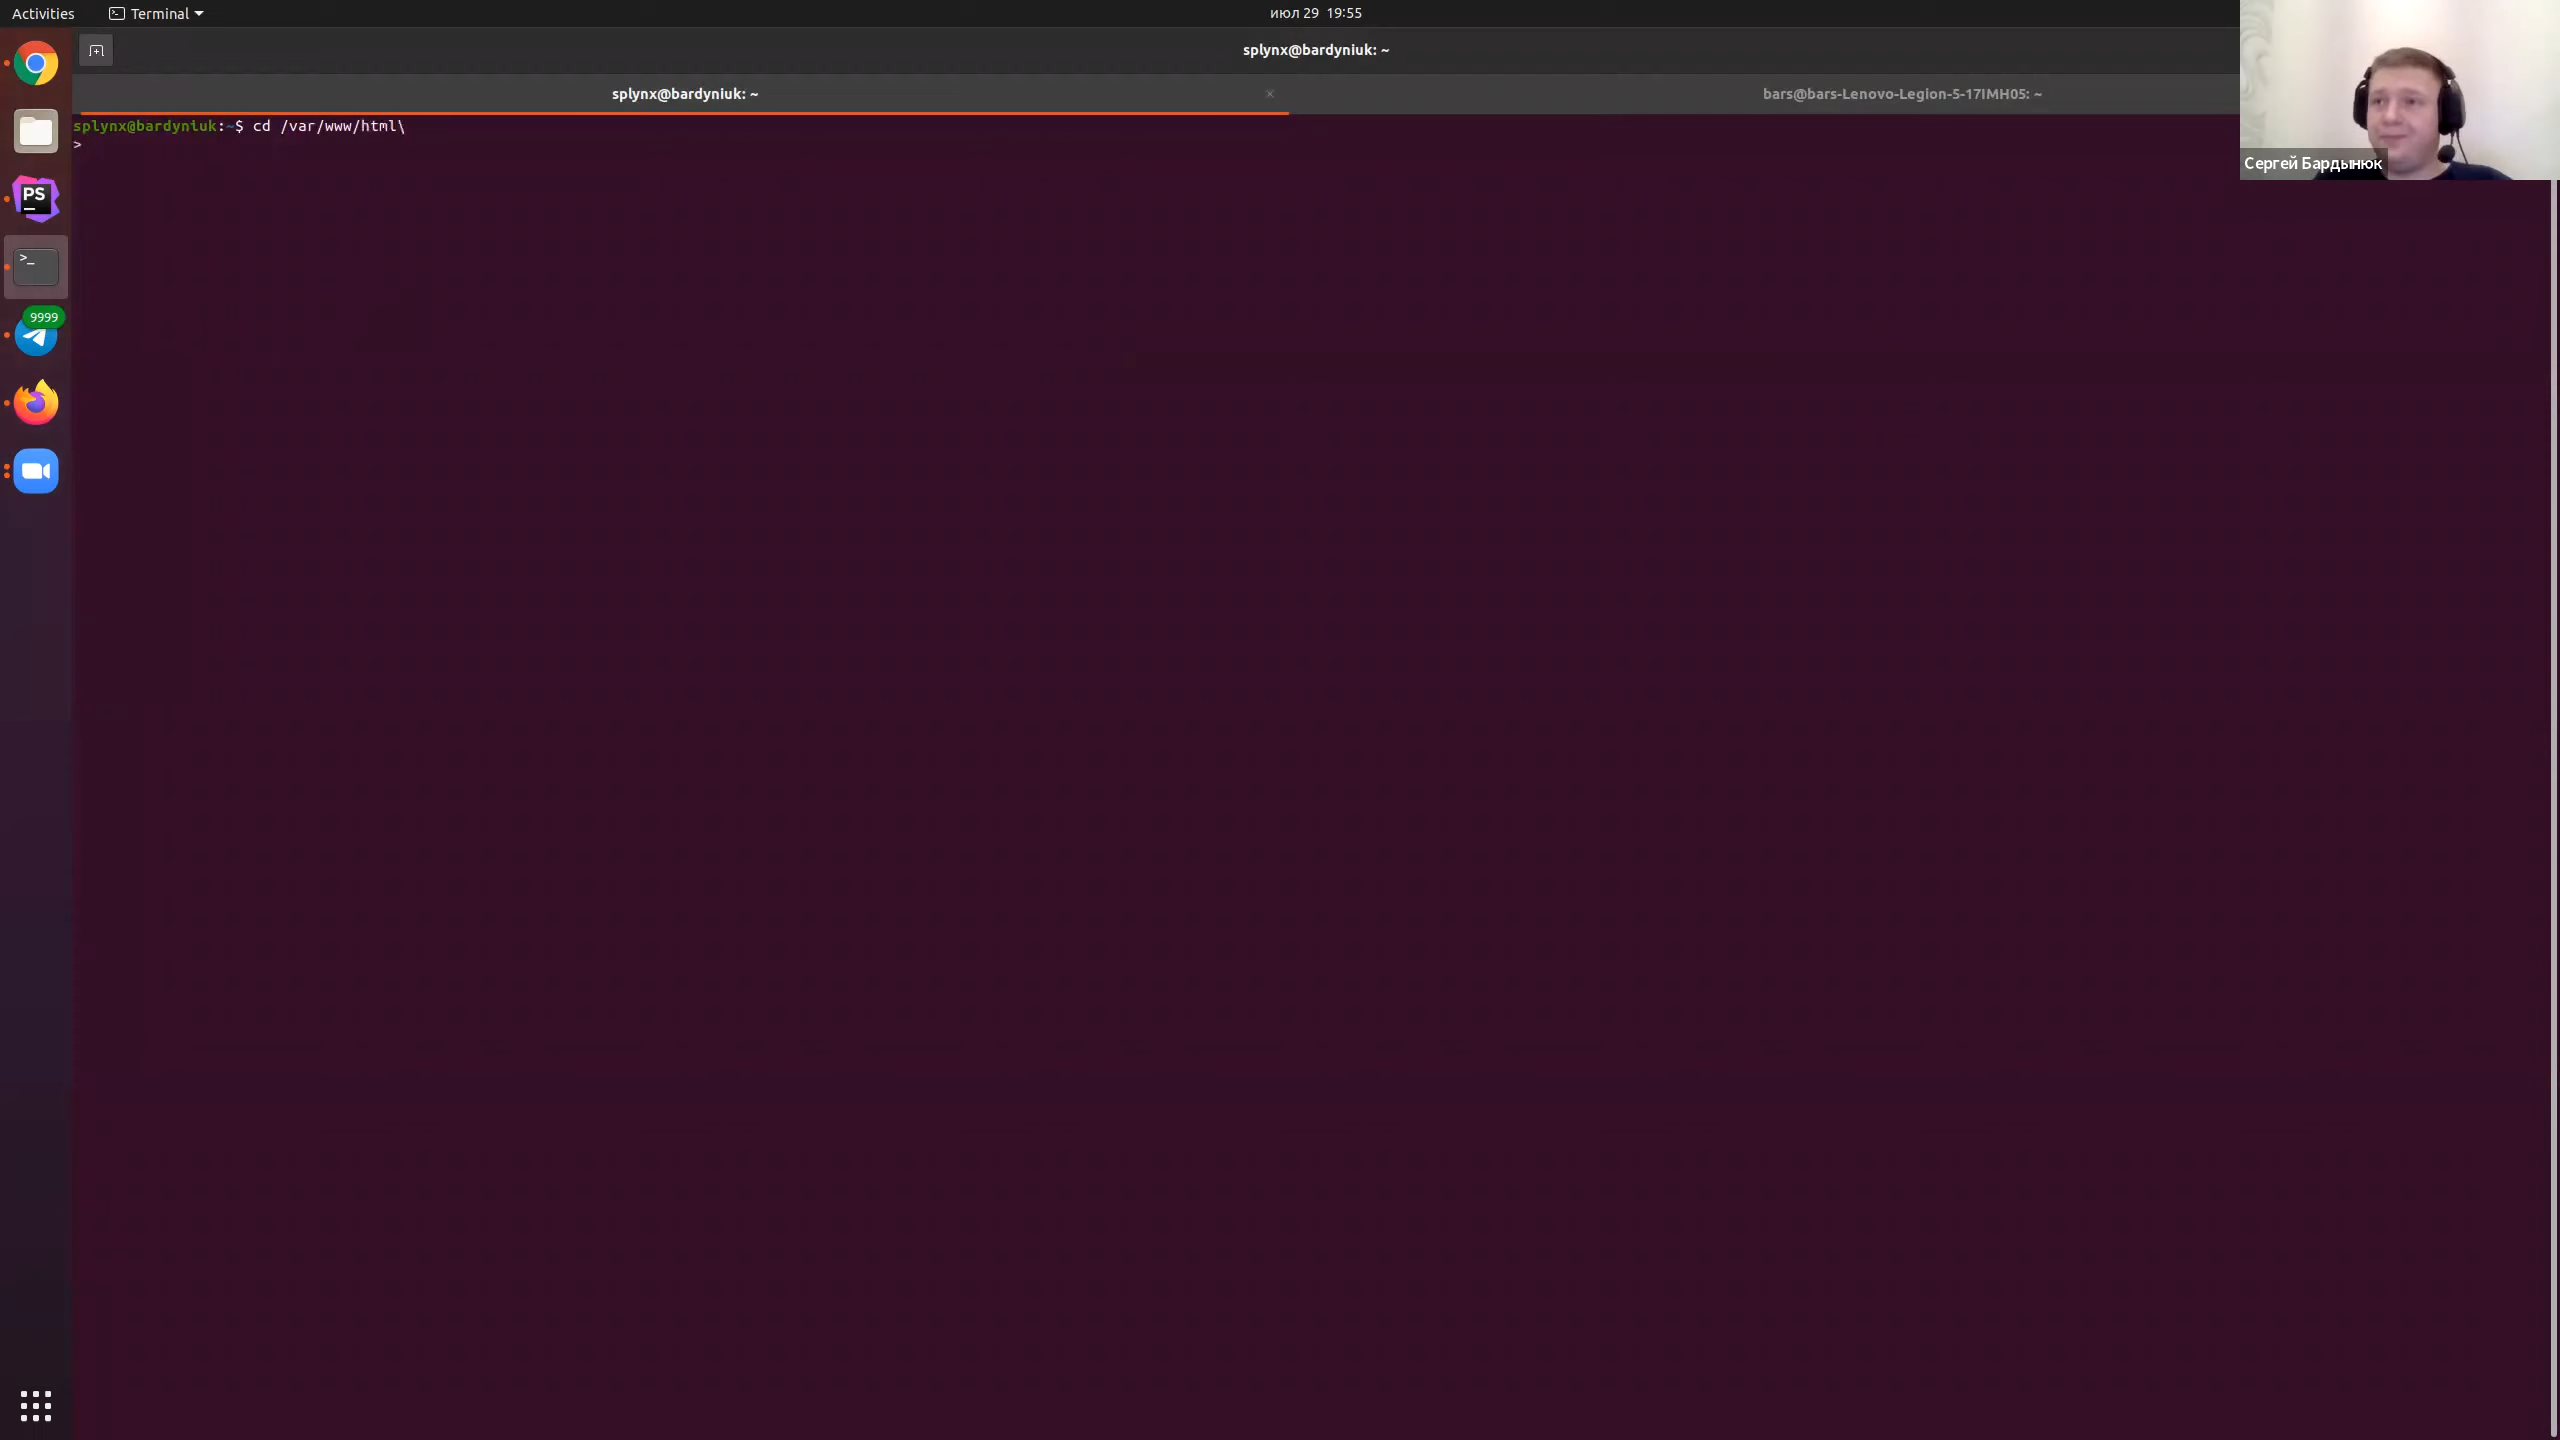 Activities
Terminal
июл 29 19:55
splynx@bardyniuk: ~
splynx@bardyniuk: ~
×
bars@bars-Lenovo-Legion-5-17IMH05: ~
Сергей Бардынюк
splynx@bardyniuk:~$ cd /var/www/html\
>
PS
>_
9999